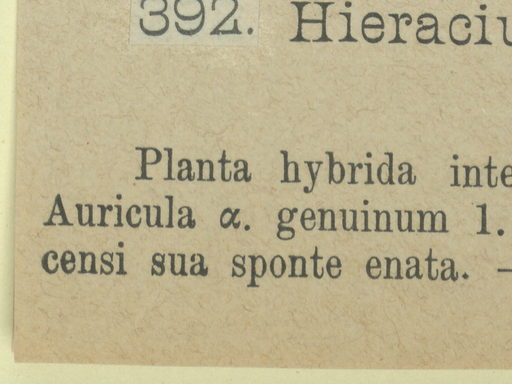 392. Hieraciu
Planta hybrida inte
Auricula α. genuinum 1.
censi sua sponte enata. –